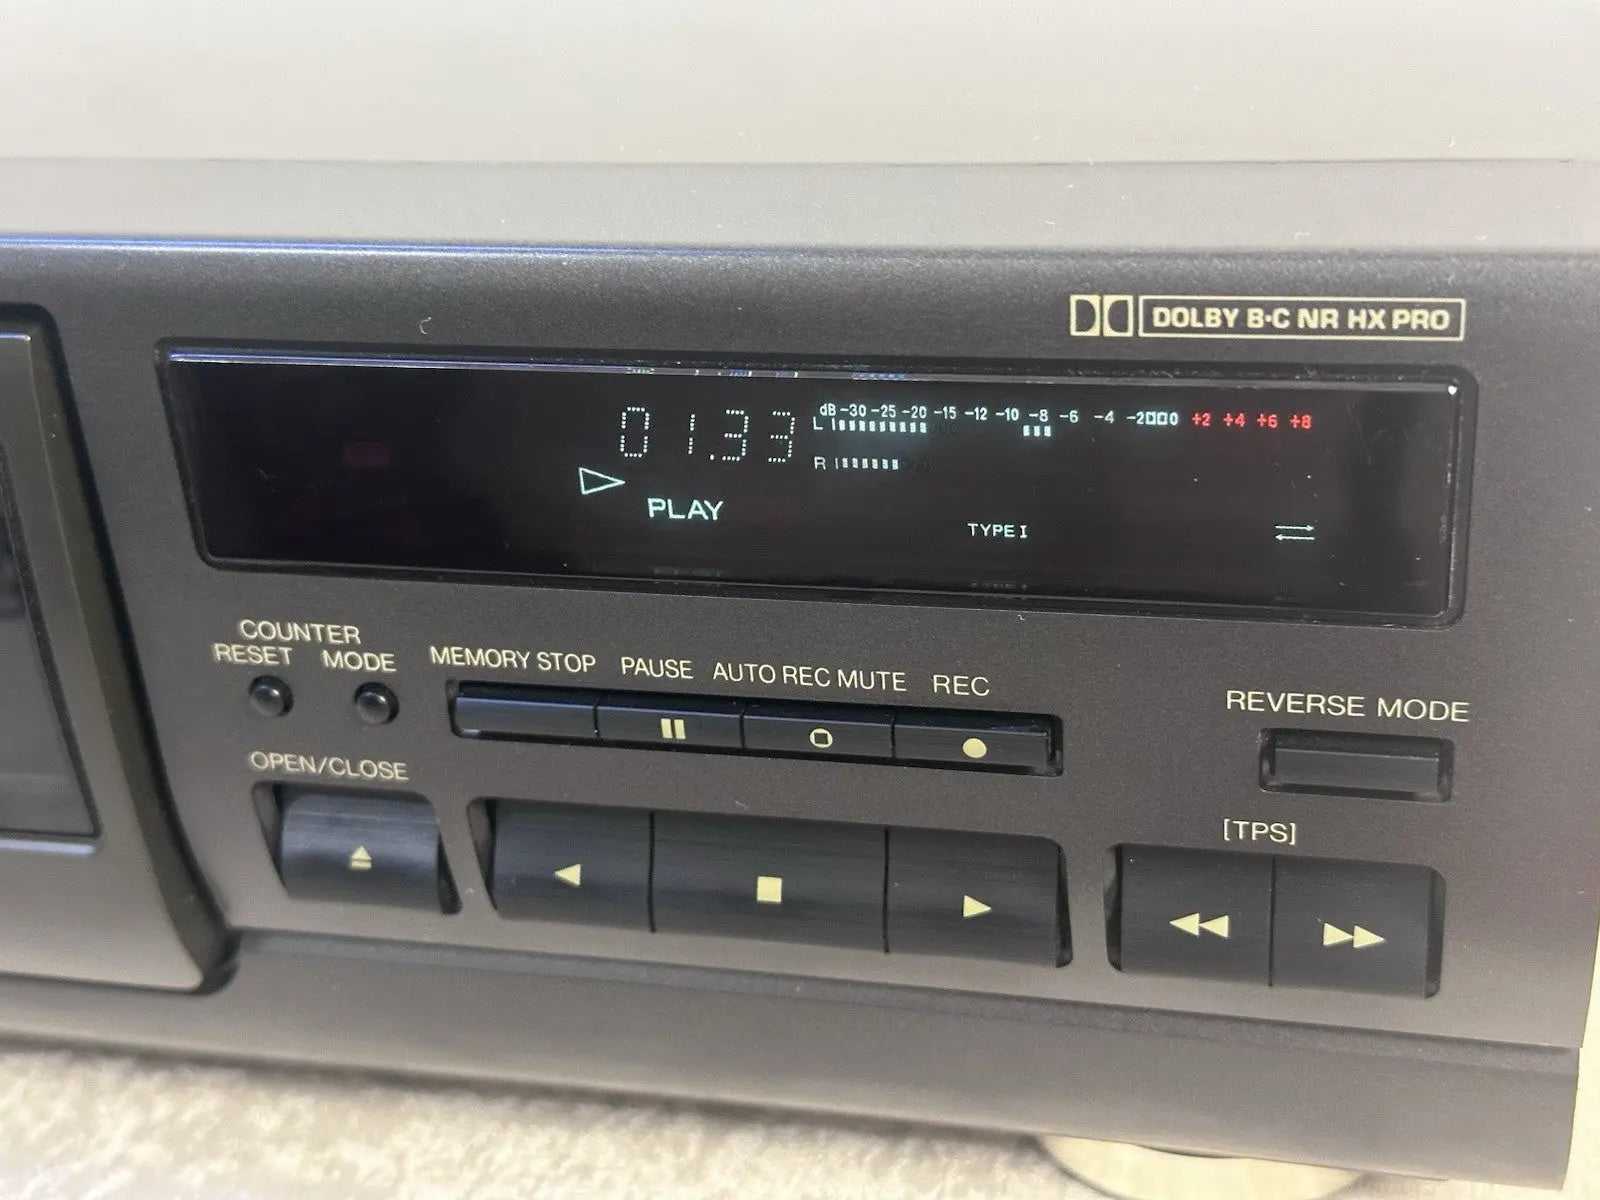 DOLBY B·C NR HX PRO
01.33
dB -30 -25 -20 -15 -12 -10 -8 -6 -4 -2 0 +2 +4 +6 +8
L
R
PLAY
TYPE I
COUNTER
RESET MODE
MEMORY STOP PAUSE AUTO REC MUTE REC
REVERSE MODE
OPEN/CLOSE
[TPS]